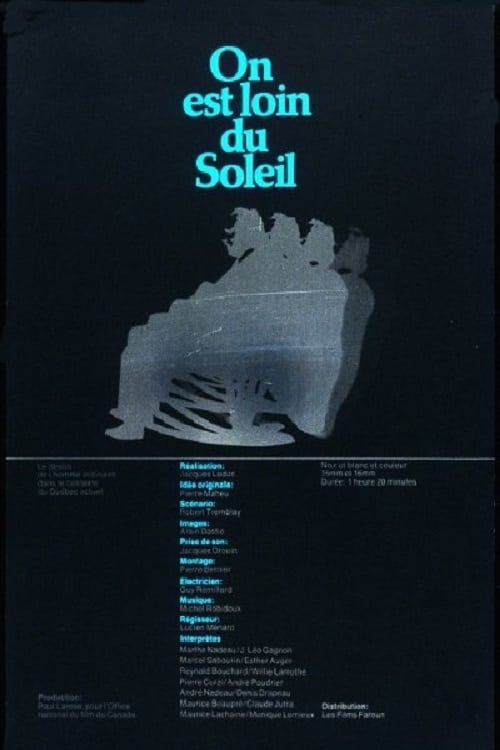 On
est loin
du
Soleil
Le destin
de l'homme ordinaire
dans le contexte
du Québec actuel
Réalisation:
Jacques Leduc
Idée originale:
Pierre Maheu
Scénario:
Robert Tremblay
Images:
Alain Dostie
Prise de son:
Jacques Drouin
Montage:
Pierre Bernier
Électricien:
Guy Rémillard
Musique:
Michel Robidoux
Régisseur:
Lucien Ménard
Interprètes
Marthe Nadeau/J. Léo Gagnon
Marcel Sabourin/Esther Auger
Reynald Bouchard/Willie Lamothe
Pierre Curzi/André Poudrier
André Nadeau/Denis Drapeau
Maurice Beaupré/Claude Jutra
Maurice Lachaîne/Monique Lemieux
Noir et blanc et couleur
35mm et 16mm
Durée: 1 heure 20 minutes
Production:
Paul Larose, pour l'Office
national du film du Canada
Distribution:
Les Films Faroun